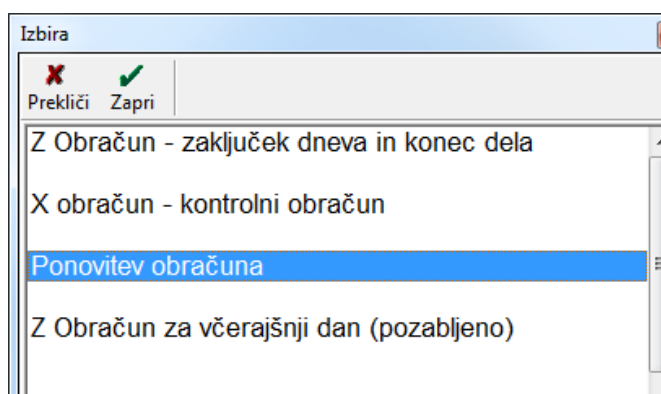 Izbira
Prekliči Zapri
Z Obračun - zaključek dneva in konec dela
X obračun - kontrolni obračun
Ponovitev obračuna
Z Obračun za včerajšnji dan (pozabljeno)